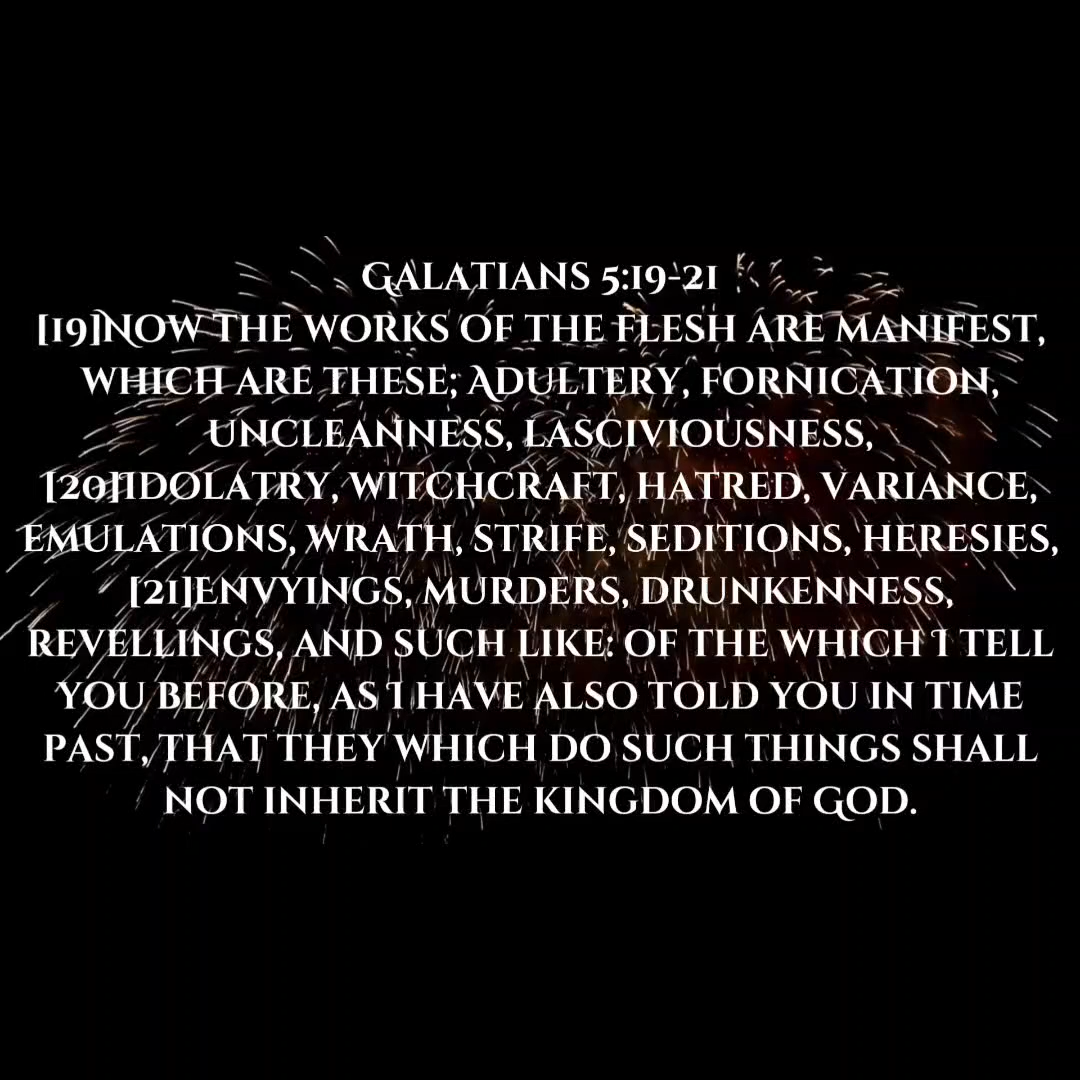 Galatians 5:19-21
[19]Now the works of the flesh are manifest,
which are these; Adultery, fornication,
uncleanness, lasciviousness,
[20]Idolatry, witchcraft, hatred, variance,
emulations, wrath, strife, seditions, heresies,
[21]Envyings, murders, drunkenness,
revellings, and such like: of the which I tell
you before, as I have also told you in time
past, that they which do such things shall
not inherit the kingdom of God.